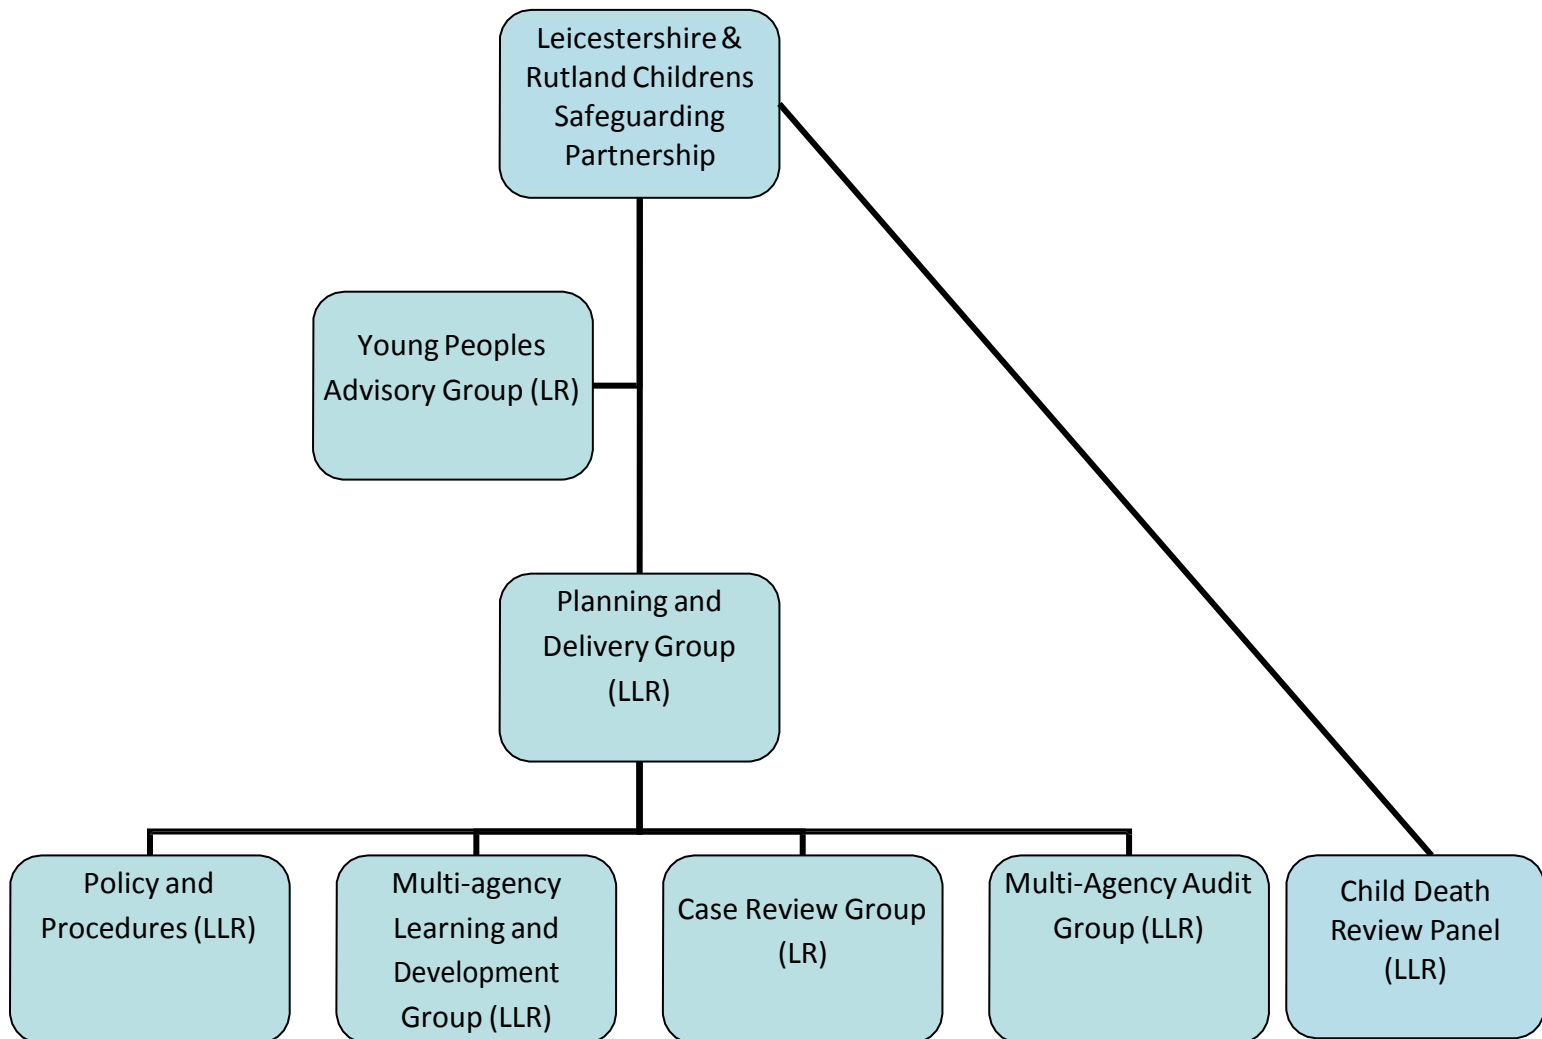 Leicestershire &
Rutland Childrens
Safeguarding
Partnership
Young Peoples
Advisory Group (LR)
Planning and
Delivery Group
(LLR)
Policy and
Procedures (LLR)
Multi-agency
Learning and
Development
Group (LLR)
Case Review Group
(LR)
Multi-Agency Audit
Group (LLR)
Child Death
Review Panel
(LLR)